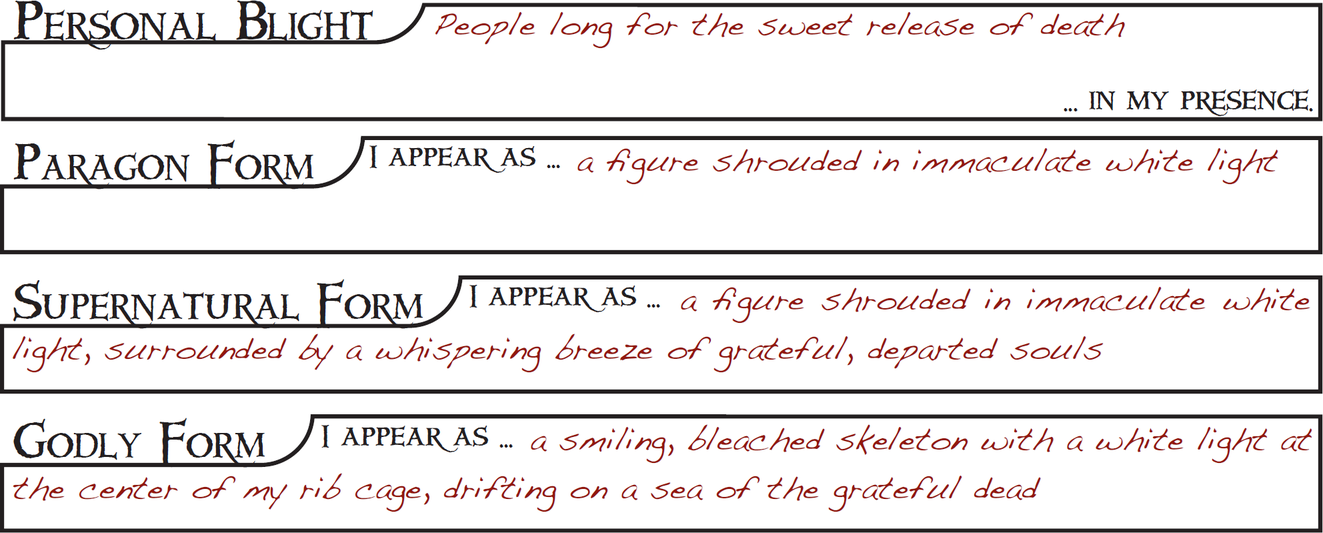 Personal Blight People long for the sweet release of death
... in my presence.
Paragon Form I appear as ... a figure shrouded in immaculate white light
Supernatural Form I appear as ... a figure shrouded in immaculate white
light, surrounded by a whispering breeze of grateful, departed souls
Godly Form I appear as ... a smiling, bleached skeleton with a white light at
the center of my rib cage, drifting on a sea of the grateful dead